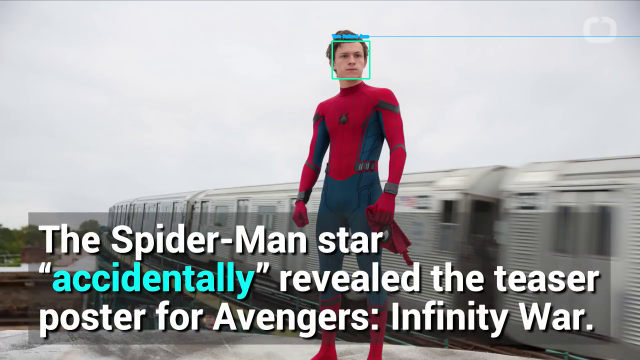 The Spider-Man star
“accidentally” revealed the teaser
poster for Avengers: Infinity War.